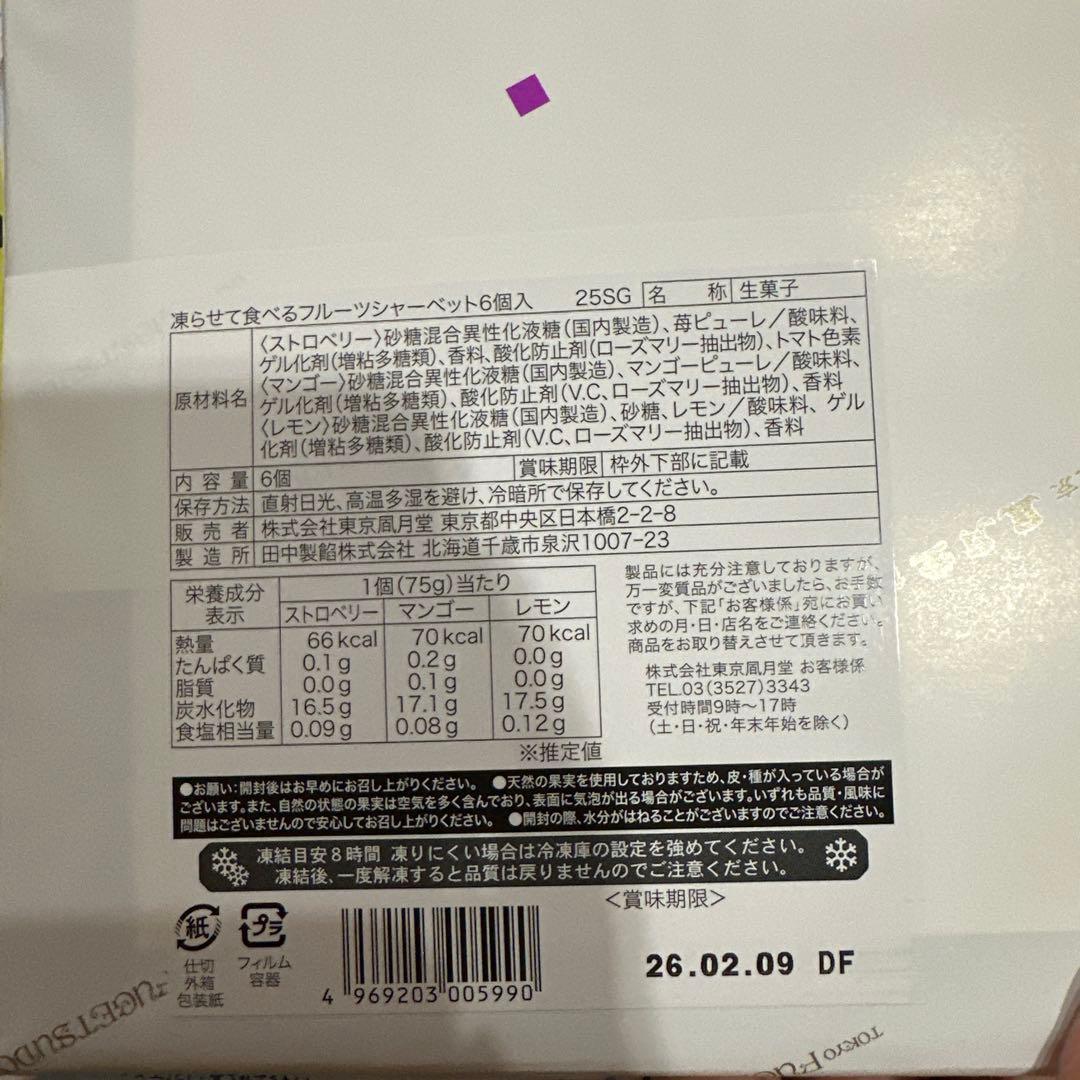 凍らせて食べるフルーツシャーベット6個入 25SG 名 称 生菓子
原材料名
〈ストロベリー〉砂糖混合異性化液糖(国内製造)、苺ピューレ/酸味料、
ゲル化剤(増粘多糖類)、香料、酸化防止剤(ローズマリー抽出物)、トマト色素
〈マンゴー〉砂糖混合異性化液糖(国内製造)、マンゴーピューレ/酸味料、
ゲル化剤(増粘多糖類)、酸化防止剤(V.C、ローズマリー抽出物)、香料
〈レモン〉砂糖混合異性化液糖(国内製造)、砂糖、レモン/酸味料、ゲル
化剤(増粘多糖類)、酸化防止剤(V.C、ローズマリー抽出物)、香料
内容量 6個 賞味期限 枠外下部に記載
保存方法 直射日光、高温多湿を避け、冷暗所で保存してください。
販売者 株式会社東京凮月堂 東京都中央区日本橋2-2-8
製造所 田中製餡株式会社 北海道千歳市泉沢1007-23
栄養成分表示 1個(75g)当たり
ストロベリー マンゴー レモン
熱量 66kcal 70kcal 70kcal
たんぱく質 0.1g 0.2g 0.0g
脂質 0.0g 0.1g 0.0g
炭水化物 16.5g 17.1g 17.5g
食塩相当量 0.09g 0.08g 0.12g
※推定値
製品には充分注意しておりますが、
万一変質品がございましたら、お手数
ですが、下記「お客様係」宛にお買い
求めの月・日・店名をご連絡ください。
商品をお取り替えさせて頂きます。
株式会社東京凮月堂 お客様係
TEL.03(3527)3343
受付時間9時〜17時
(土・日・祝・年末年始を除く)
●お願い:開封後はお早めにお召し上がりください。 ●天然の果実を使用しておりますため、皮・種が入っている場合が
ございます。また、自然の状態の果実は空気を多く含んでおり、表面に気泡が出る場合がございます。いずれも品質・風味に
問題はございませんので安心してお召し上がりください。 ●開封の際、水分がはねることがございますのでご注意ください。
凍結目安8時間 凍りにくい場合は冷凍庫の設定を強めてください。
凍結後、一度解凍すると品質は戻りませんのでご注意ください。
<賞味期限>
26.02.09 DF
紙
仕切
外箱
包装紙
プラ
フィルム
容器
4 969203 005990
FUGETSUDO
TOKYO FUG